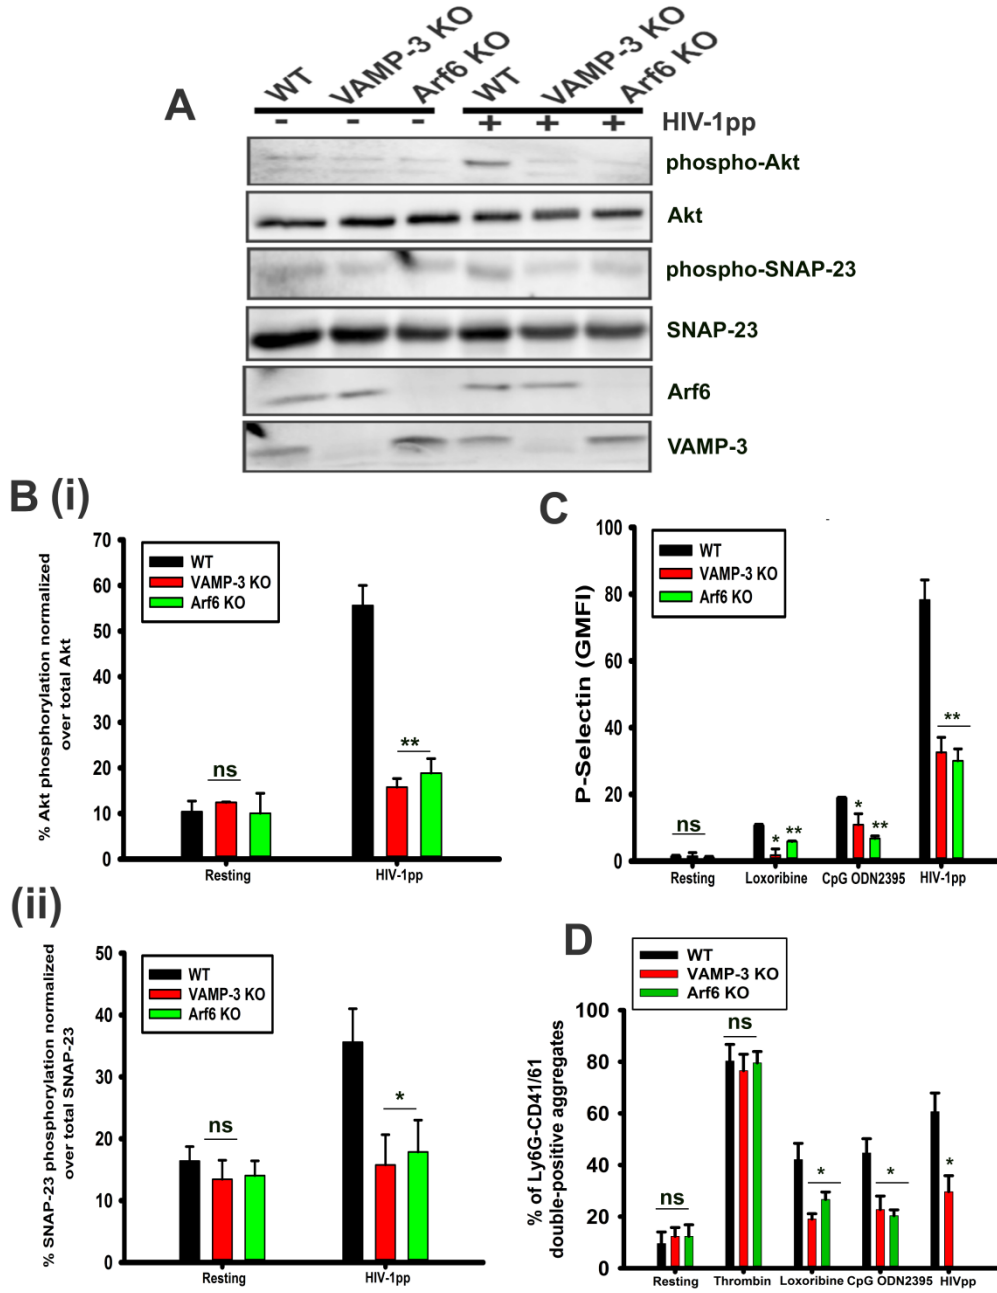 A
WT
VAMP-3 KO
Arf6 KO
WT
VAMP-3 KO
Arf6 KO
- - - + + + HIV-1pp
phospho-Akt
Akt
phospho-SNAP-23
SNAP-23
Arf6
VAMP-3
B (i)
% Akt phosphorylation normalized
over total Akt
70
60
50
40
30
20
10
0
WT
VAMP-3 KO
Arf6 KO
ns
**
Resting
HIV-1pp
(ii)
% SNAP-23 phosphorylation normalized
over total SNAP-23
50
40
30
20
10
0
WT
VAMP-3 KO
Arf6 KO
ns
*
Resting
HIV-1pp
C
P-Selectin (GMFI)
100
80
60
40
20
0
WT
VAMP-3 KO
Arf6 KO
ns
*
**
*
**
**
Resting
Loxoribine
CpG ODN2395
HIV-1pp
D
% of Ly6G-CD41/61
double-positive aggregates
100
80
60
40
20
0
WT
VAMP-3 KO
Arf6 KO
ns
ns
*
*
*
Resting
Thrombin
Loxoribine
CpG ODN2395
HIVpp